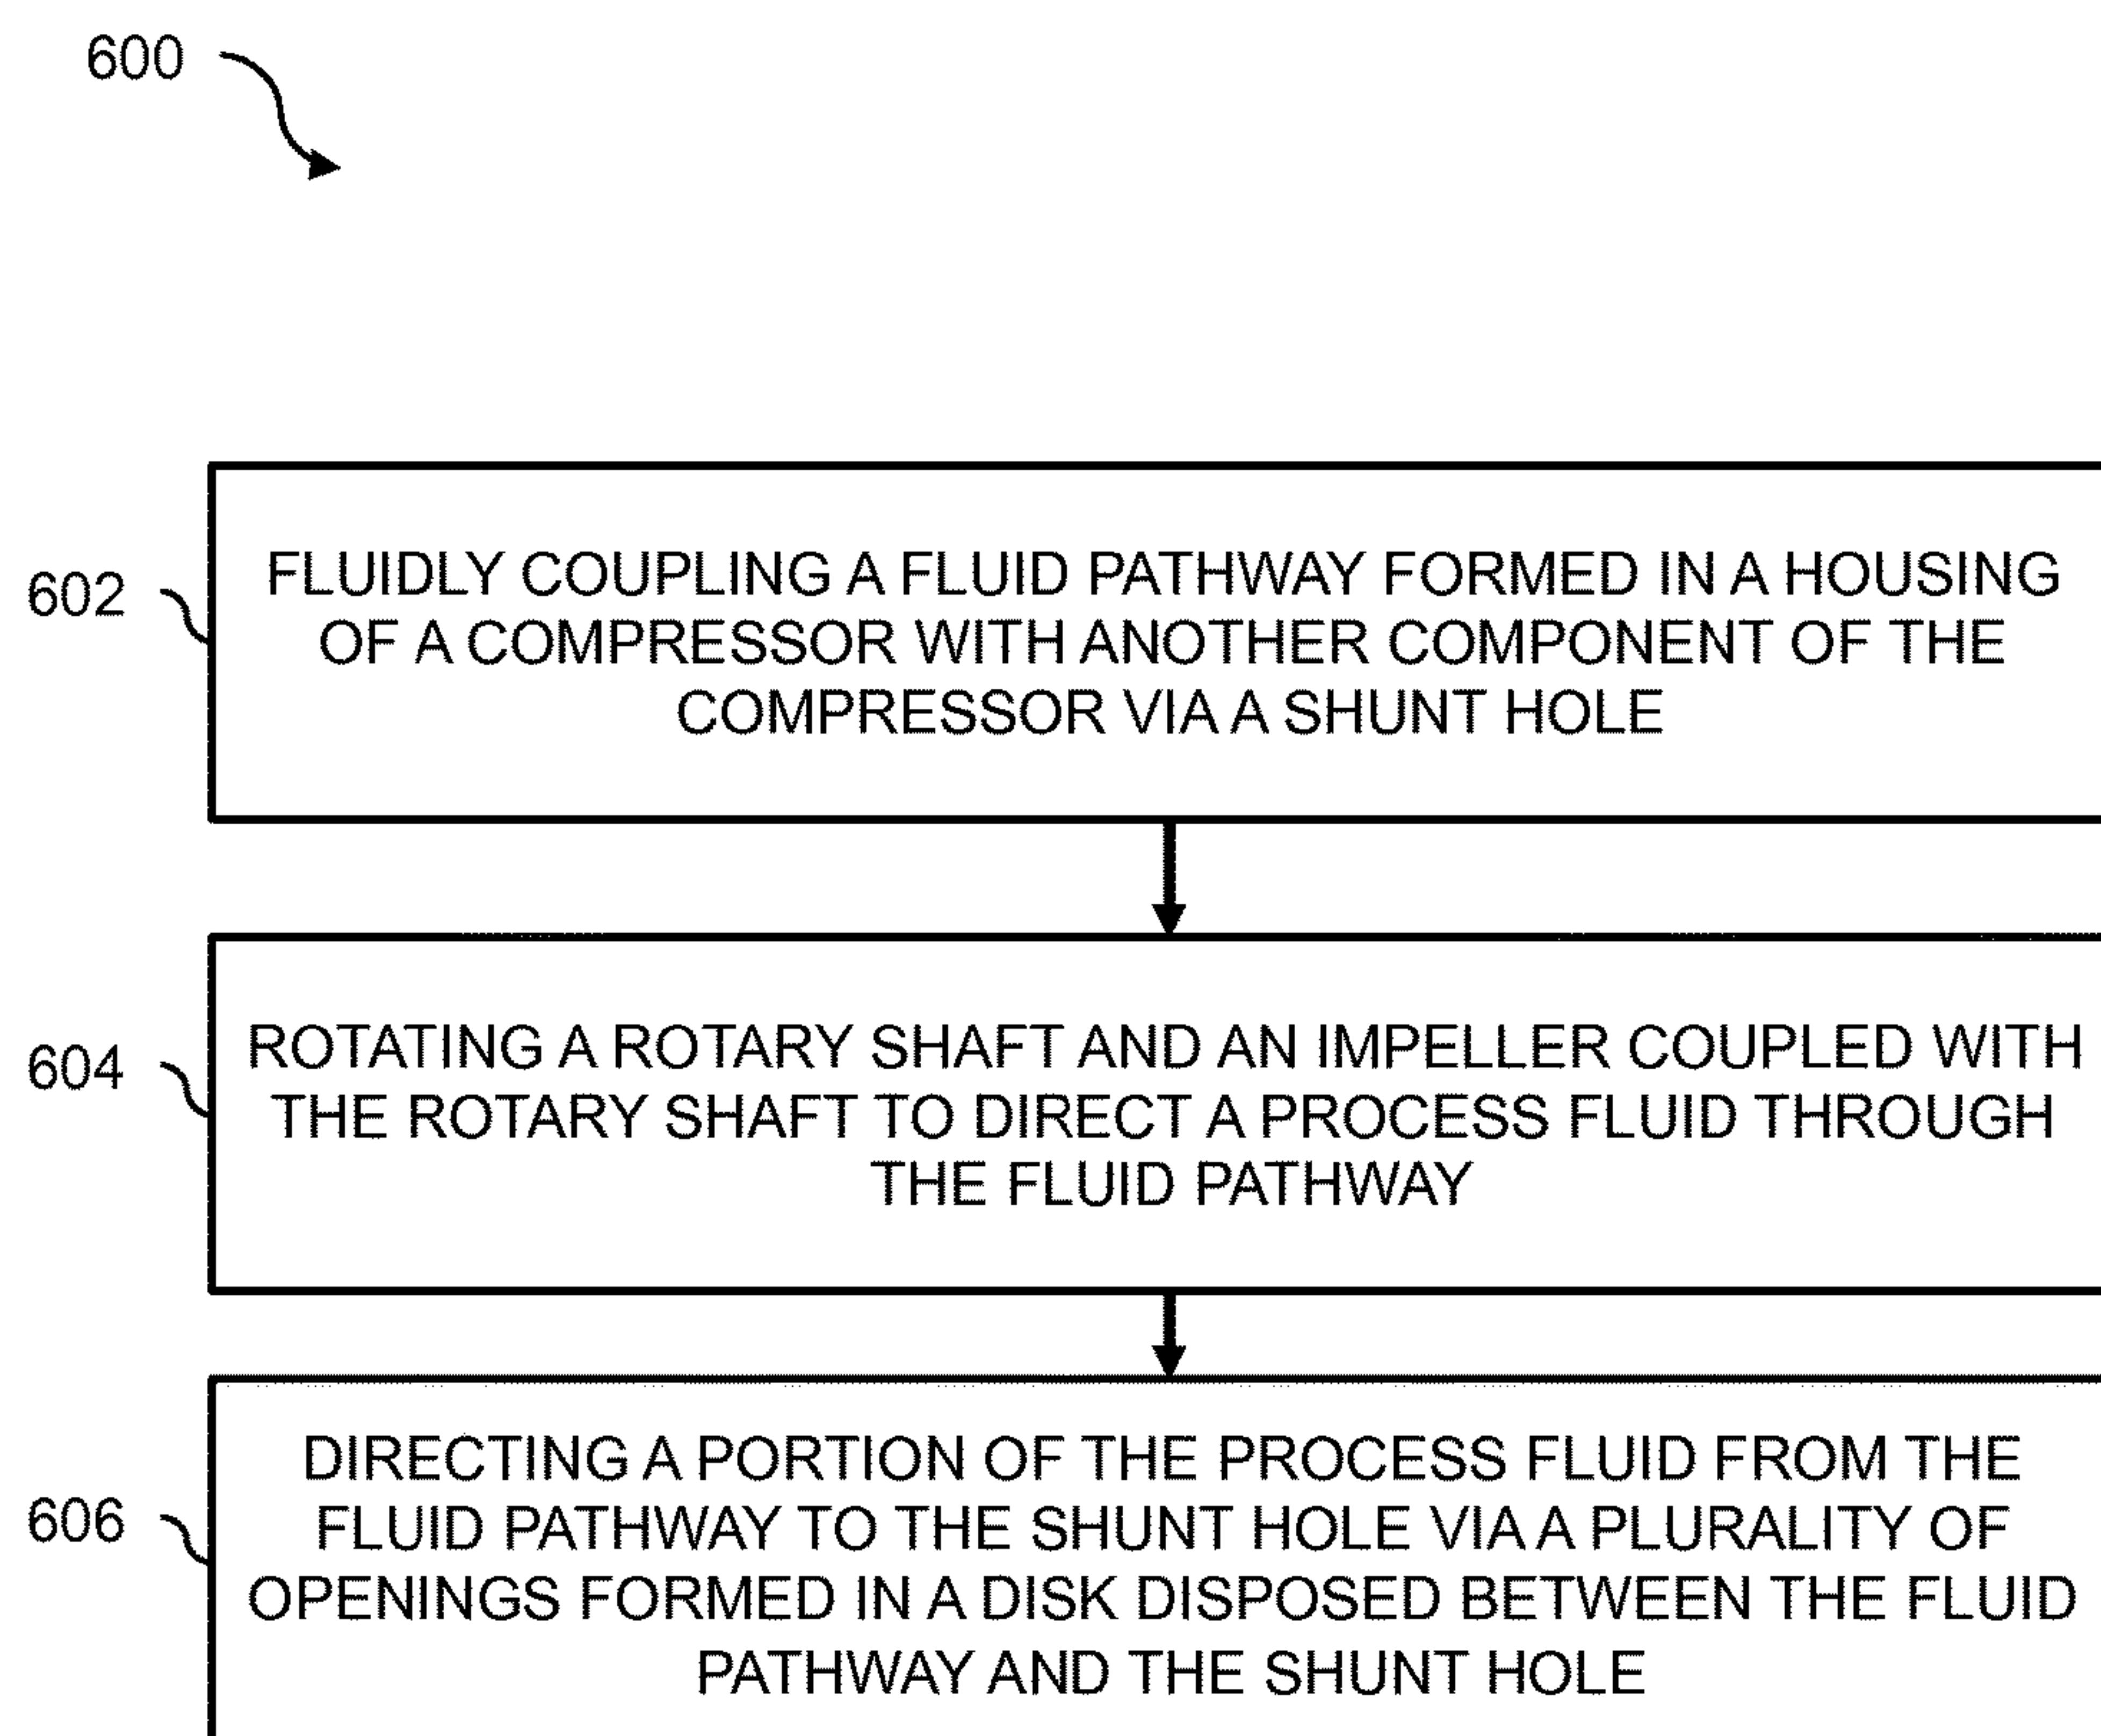 600
602
FLUIDLY COUPLING A FLUID PATHWAY FORMED IN A HOUSING
OF A COMPRESSOR WITH ANOTHER COMPONENT OF THE
COMPRESSOR VIA A SHUNT HOLE
604
ROTATING A ROTARY SHAFT AND AN IMPELLER COUPLED WITH
THE ROTARY SHAFT TO DIRECT A PROCESS FLUID THROUGH
THE FLUID PATHWAY
606
DIRECTING A PORTION OF THE PROCESS FLUID FROM THE
FLUID PATHWAY TO THE SHUNT HOLE VIA A PLURALITY OF
OPENINGS FORMED IN A DISK DISPOSED BETWEEN THE FLUID
PATHWAY AND THE SHUNT HOLE